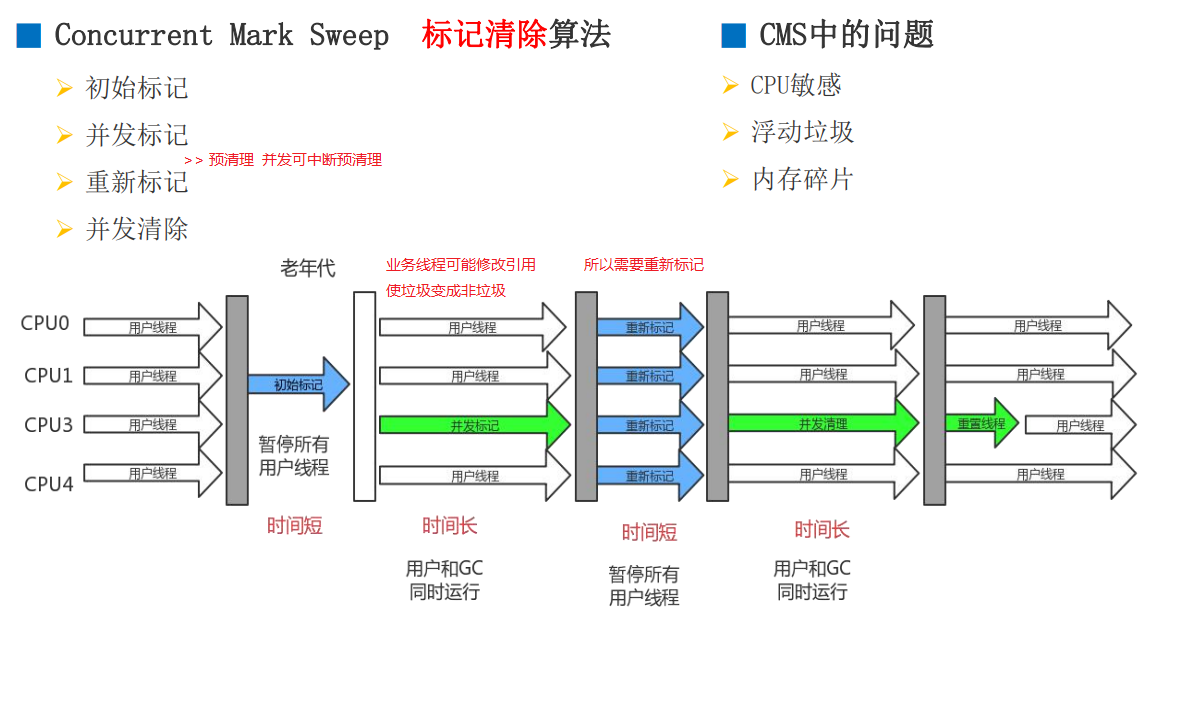 Concurrent Mark Sweep 标记清除算法
初始标记
并发标记
>> 预清理 并发可中断预清理
重新标记
并发清除
CMS中的问题
CPU敏感
浮动垃圾
内存碎片
老年代
业务线程可能修改引用
使垃圾变成非垃圾
所以需要重新标记
CPU0 用户线程 用户线程 重新标记 用户线程 用户线程
CPU1 用户线程 初始标记 用户线程 重新标记 用户线程 用户线程
CPU3 用户线程 并发标记 重新标记 并发清理 重置线程 用户线程
CPU4 用户线程 用户线程 重新标记 用户线程 用户线程
暂停所有
用户线程
时间短
时间长
时间短
时间长
用户和GC
同时运行
暂停所有
用户线程
用户和GC
同时运行